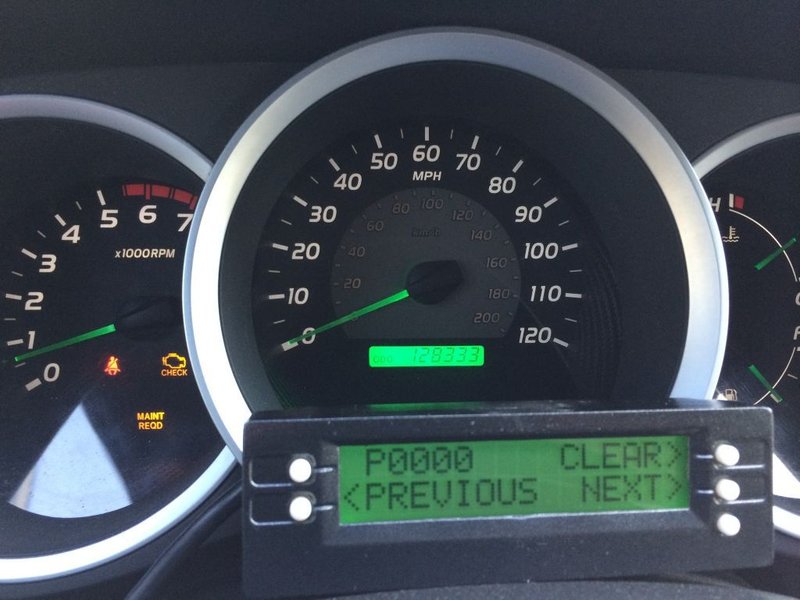 5 6 7
4
3
2
1
0
x1000RPM
CHECK
MAINT
REQD
0 10 20 30 40 50 60 70 80 90 100 110 120
MPH
20 40 60 80 100 120 140 160 180 200
km/h
ODO 128333
H
P0000 CLEAR>
<PREVIOUS NEXT>